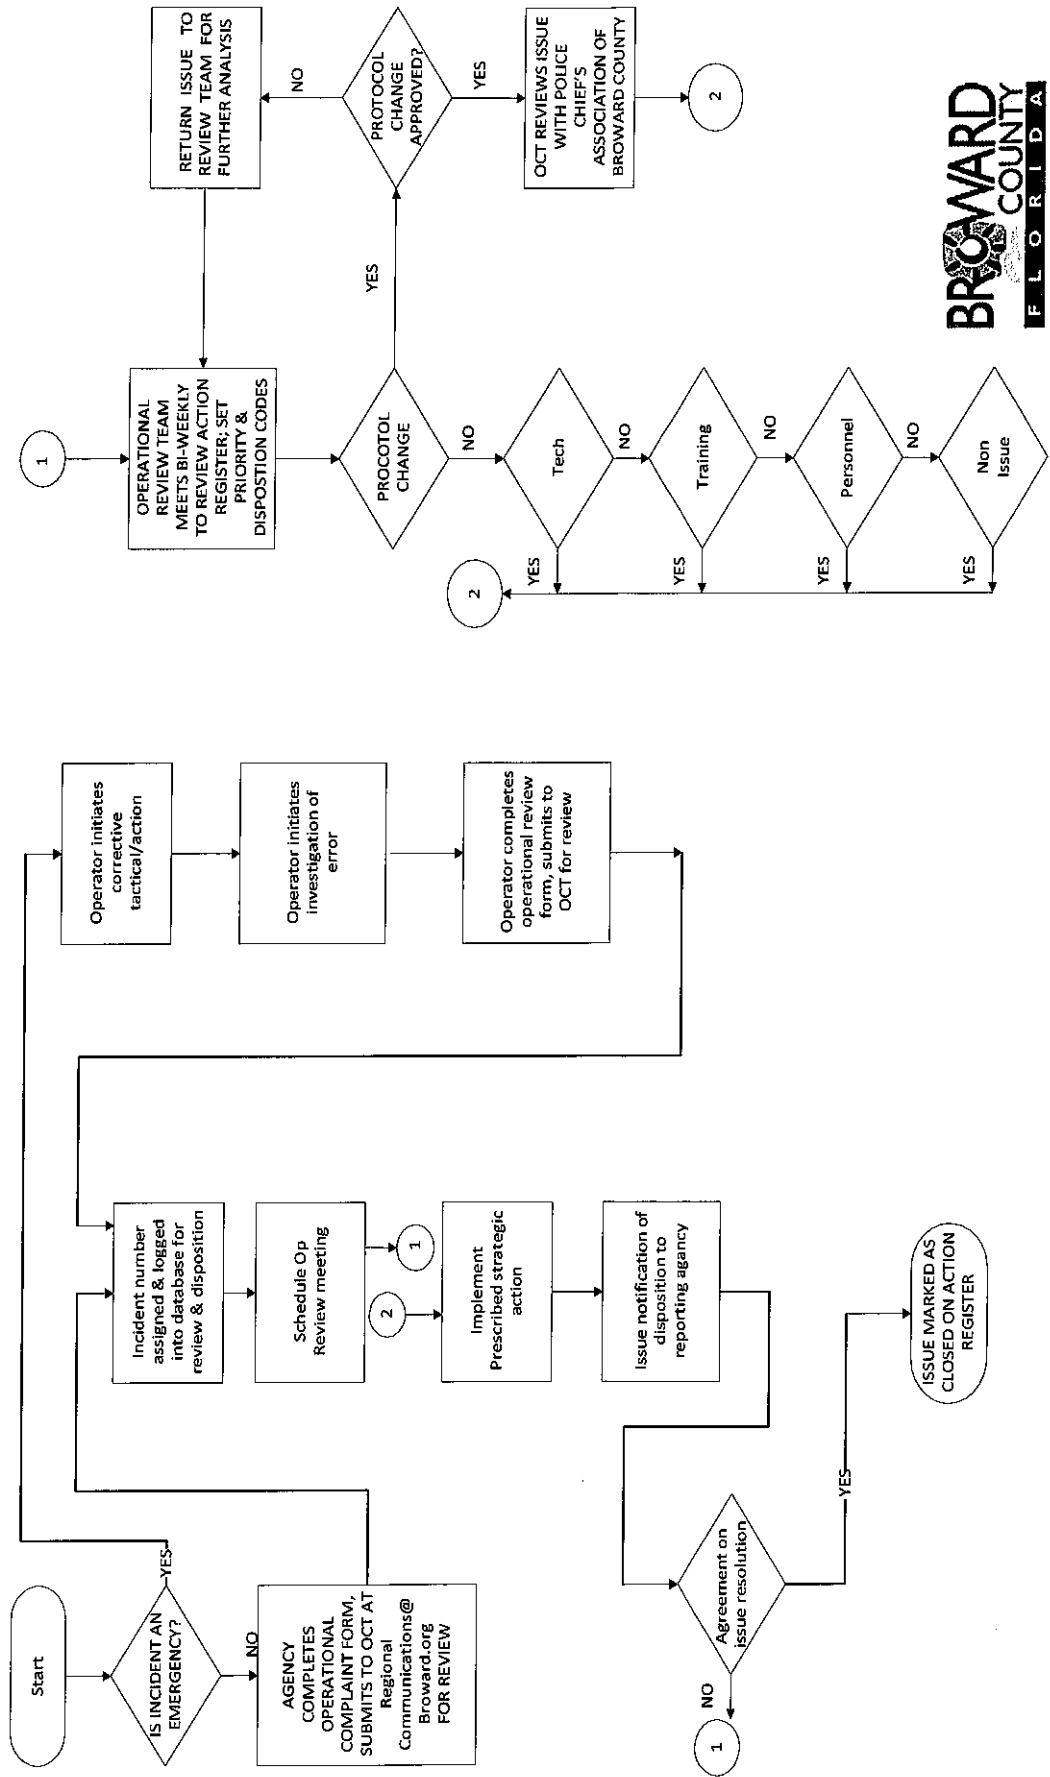 Start
IS INCIDENT AN
EMERGENCY?
YES
NO
AGENCY
COMPLETES
OPERATIONAL
COMPLAINT FORM,
SUBMITS TO OCT AT
Regional
Communications@
Broward.org
FOR REVIEW
Incident number
assigned & logged
into database for
review & disposition
Schedule Op
Review meeting
1
2
Implement
Prescribed strategic
action
Issue notification of
disposition to
reporting agency
Agreement on
issue resolution
NO
1
YES
ISSUE MARKED AS
CLOSED ON ACTION
REGISTER
Operator initiates
corrective
tactical/action
Operator initiates
investigation of
error
Operator completes
operational review
form, submits to
OCT for review
1
OPERATIONAL
REVIEW TEAM
MEETS BI-WEEKLY
TO REVIEW ACTION
REGISTER; SET
PRIORITY &
DISPOSTION CODES
PROCOTOL
CHANGE
YES
NO
Tech
YES
NO
Training
YES
NO
Personnel
YES
NO
Non
Issue
YES
2
RETURN ISSUE TO
REVIEW TEAM FOR
FURTHER ANALYSIS
NO
PROTOCOL
CHANGE
APPROVED?
YES
OCT REVIEWS ISSUE
WITH POLICE
CHIEF'S
ASSOCIATION OF
BROWARD COUNTY
2
BROWARD
COUNTY
FLORIDA